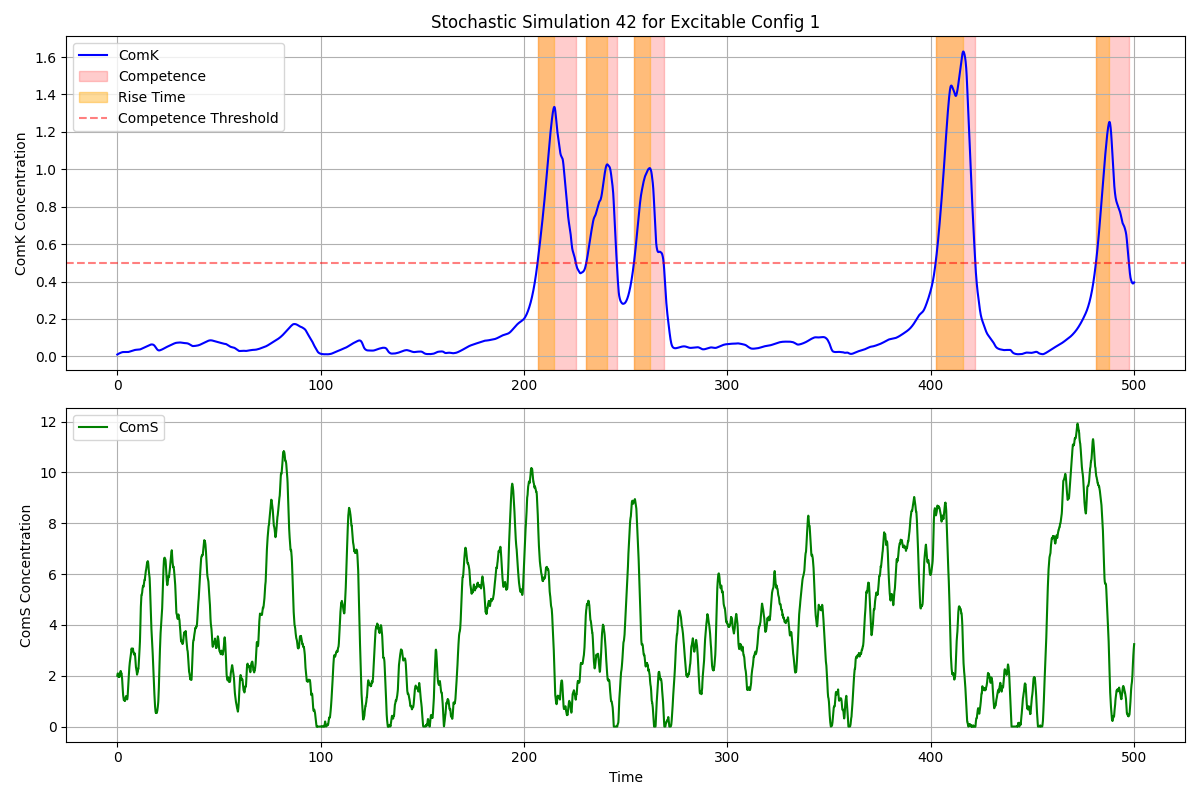 Stochastic Simulation 42 for Excitable Config 1
ComK
Competence
Rise Time
Competence Threshold
ComK Concentration
1.6
1.4
1.2
1.0
0.8
0.6
0.4
0.2
0.0
0 100 200 300 400 500
ComS
ComS Concentration
12
10
8
6
4
2
0
0 100 200 300 400 500
Time